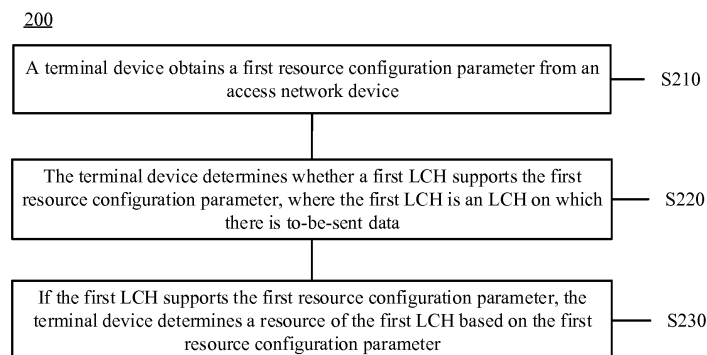 200
A terminal device obtains a first resource configuration parameter from an
access network device
S210
The terminal device determines whether a first LCH supports the first
resource configuration parameter, where the first LCH is an LCH on which
there is to-be-sent data
S220
If the first LCH supports the first resource configuration parameter, the
terminal device determines a resource of the first LCH based on the first
resource configuration parameter
S230